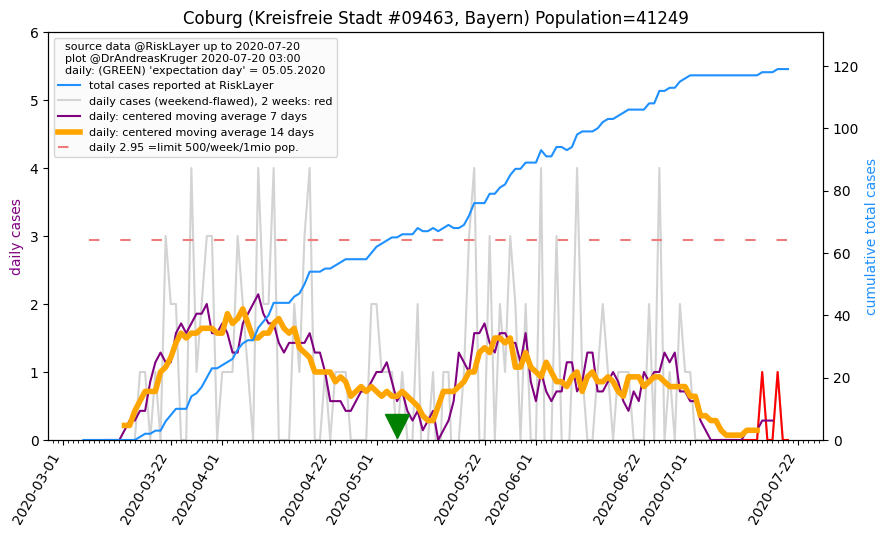 Coburg (Kreisfreie Stadt #09463, Bayern) Population=41249
source data @RiskLayer up to 2020-07-20
plot @DrAndreasKruger 2020-07-20 03:00
daily: (GREEN) 'expectation day' = 05.05.2020
total cases reported at RiskLayer
daily cases (weekend-flawed), 2 weeks: red
daily: centered moving average 7 days
daily: centered moving average 14 days
daily 2.95 =limit 500/week/1mio pop.
daily cases
6
5
4
3
2
1
0
cumulative total cases
120
100
80
60
40
20
0
2020-03-01
2020-03-22
2020-04-01
2020-04-22
2020-05-01
2020-05-22
2020-06-01
2020-06-22
2020-07-01
2020-07-22